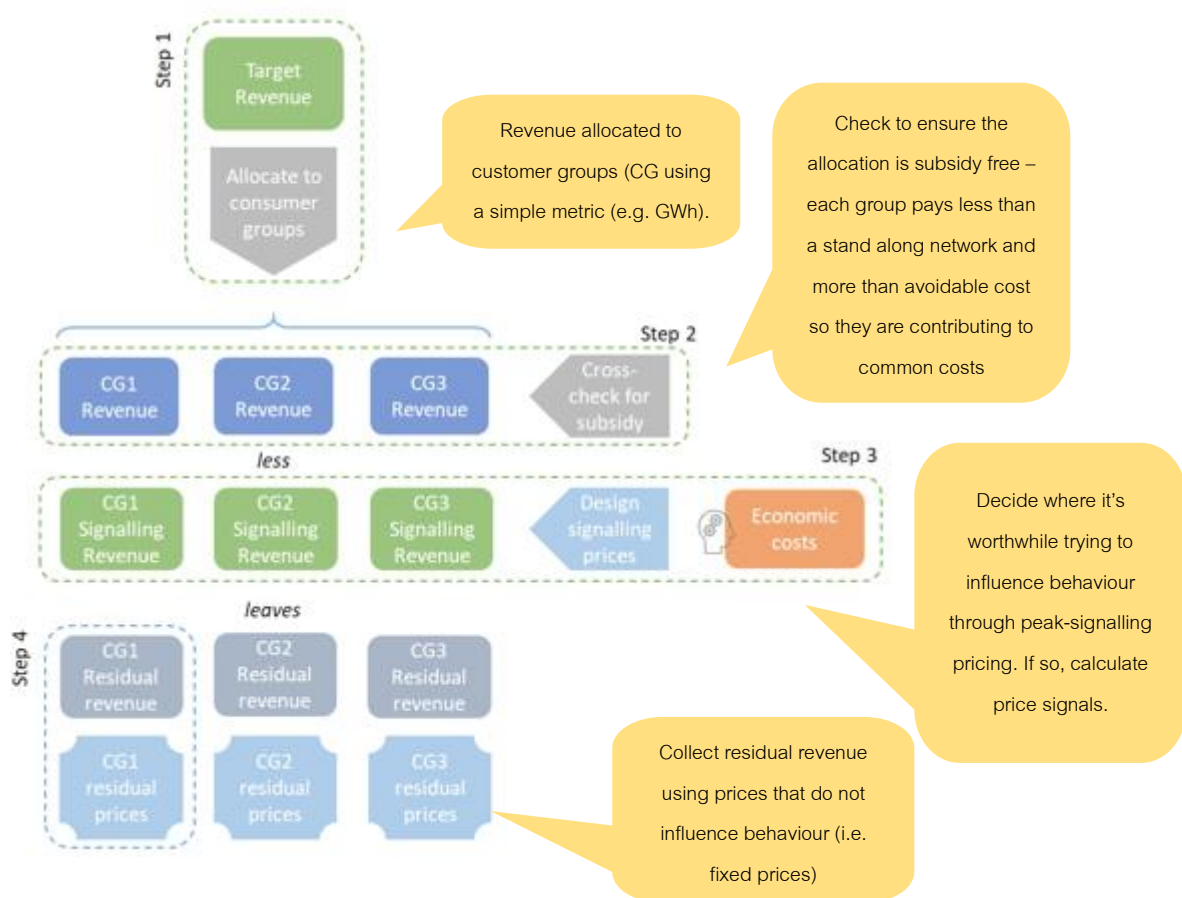 Step 1
Target
Revenue
Allocate to
consumer
groups
Revenue allocated to
customer groups (CG using
a simple metric (e.g. GWh).
Check to ensure the
allocation is subsidy free –
each group pays less than
a stand along network and
more than avoidable cost
so they are contributing to
common costs
Step 2
CG1
Revenue
CG2
Revenue
CG3
Revenue
Cross-
check for
subsidy
less
Step 3
CG1
Signalling
Revenue
CG2
Signalling
Revenue
CG3
Signalling
Revenue
Design
signalling
prices
Economic
costs
Decide where it's
worthwhile trying to
influence behaviour
through peak-signalling
pricing. If so, calculate
price signals.
leaves
Step 4
CG1
Residual
revenue
CG2
Residual
revenue
CG3
Residual
revenue
CG1
residual
prices
CG2
residual
prices
CG3
residual
prices
Collect residual revenue
using prices that do not
influence behaviour (i.e.
fixed prices)